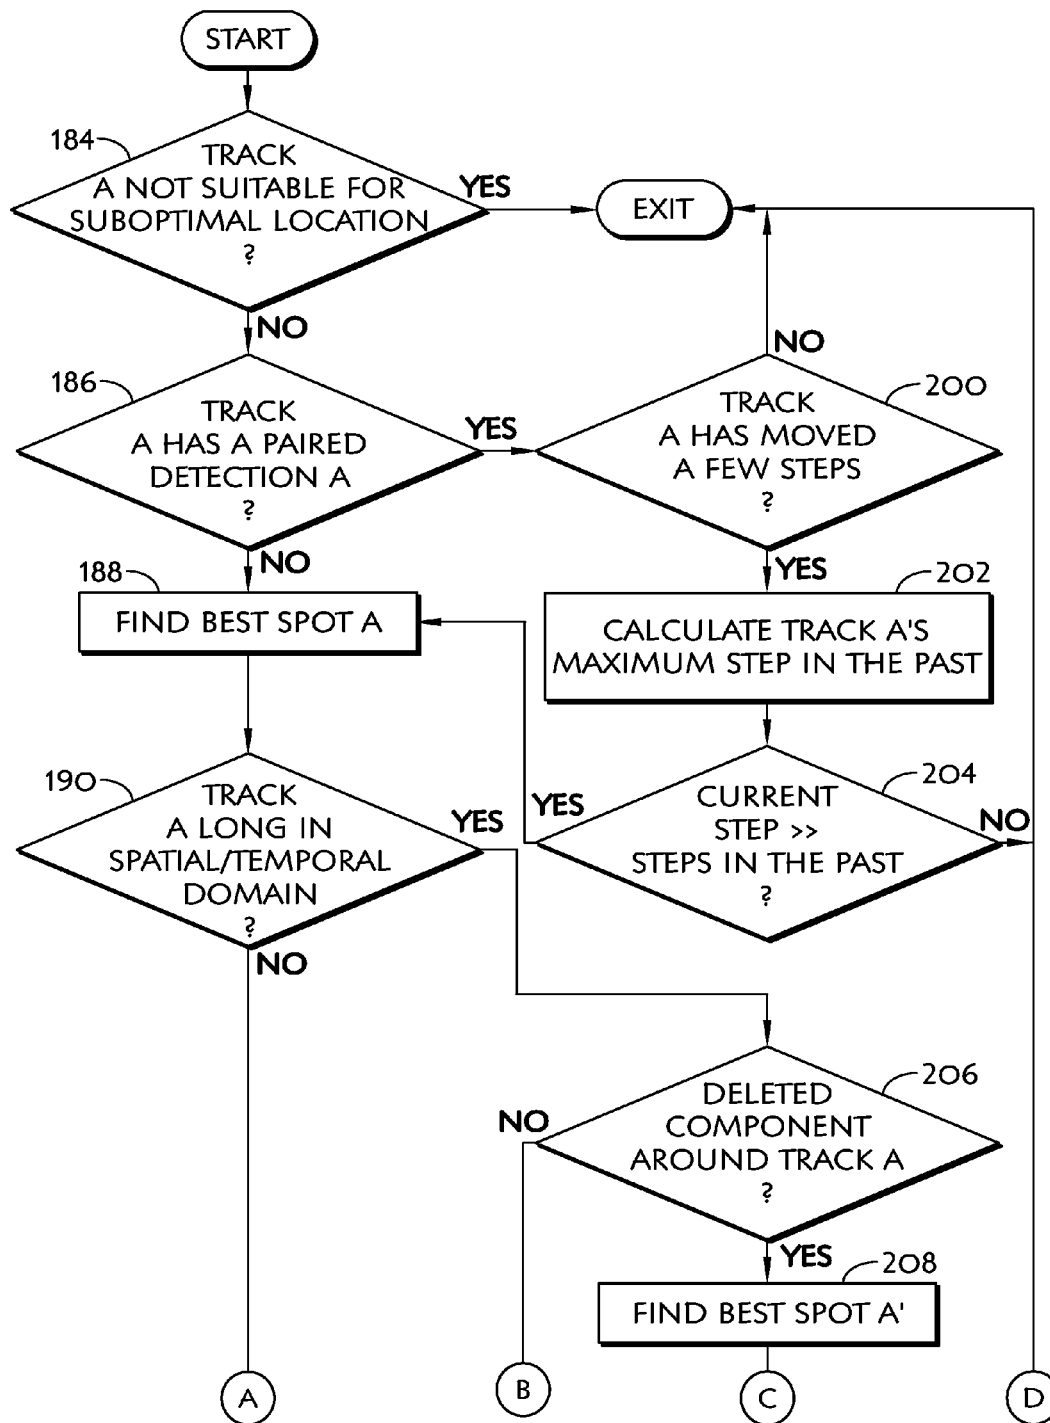 START
184
TRACK
A NOT SUITABLE FOR
SUBOPTIMAL LOCATION
?
YES
EXIT
NO
NO
186
TRACK
A HAS A PAIRED
DETECTION A
?
YES
200
TRACK
A HAS MOVED
A FEW STEPS
?
NO
YES
188
FIND BEST SPOT A
202
CALCULATE TRACK A'S
MAXIMUM STEP IN THE PAST
190
TRACK
A LONG IN
SPATIAL/TEMPORAL
DOMAIN
?
YES
NO
204
YES
CURRENT
STEP >>
STEPS IN THE PAST
?
NO
206
NO
DELETED
COMPONENT
AROUND TRACK A
?
YES
208
FIND BEST SPOT A'
A
B
C
D